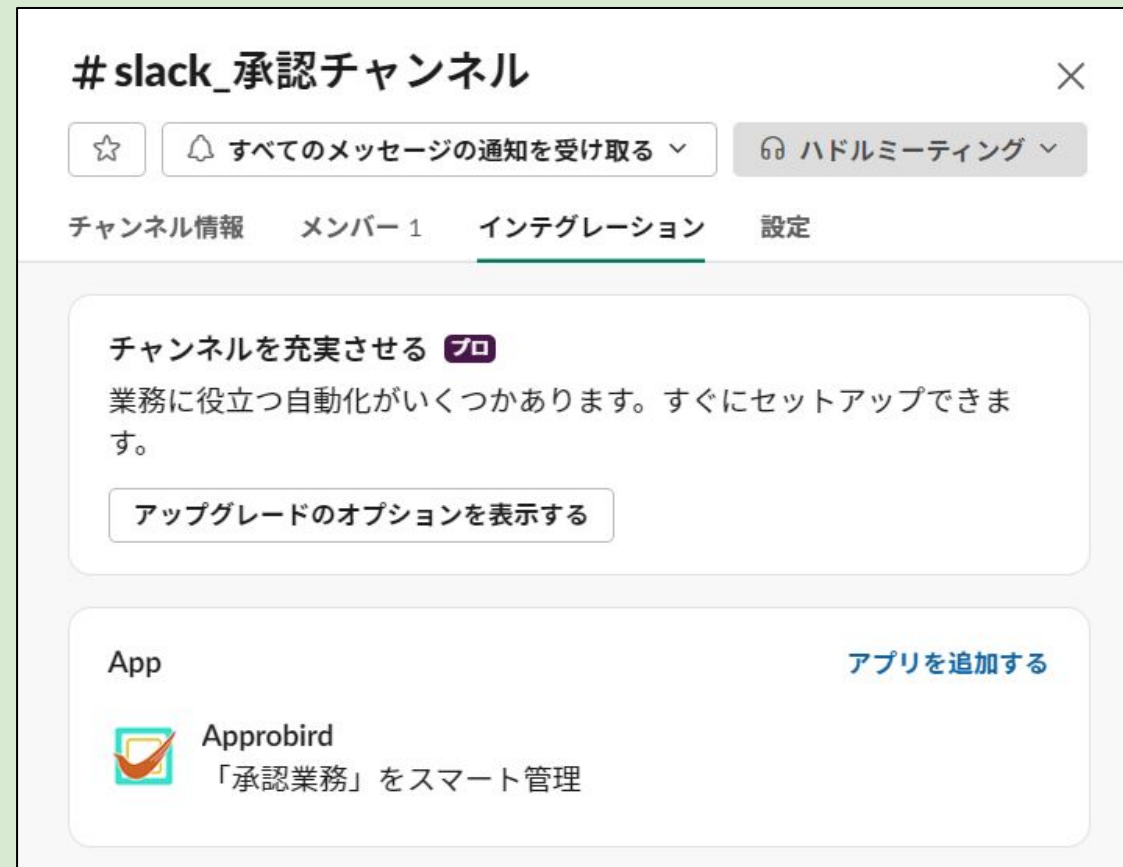 #slack_承認チャンネル
すべてのメッセージの通知を受け取る
ハドルミーティング
チャンネル情報 メンバー 1 インテグレーション 設定
チャンネルを充実させる プロ
業務に役立つ自動化がいくつかあります。すぐにセットアップできま
す。
アップグレードのオプションを表示する
App アプリを追加する
Approbird
「承認業務」をスマート管理